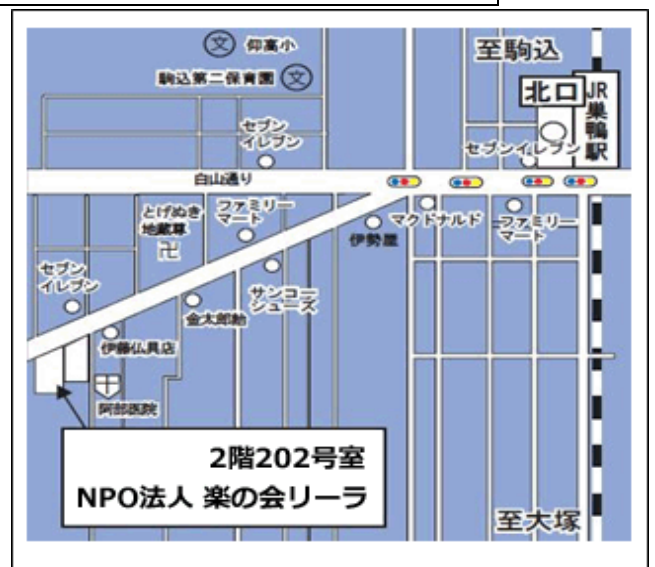 文
仰高小
駒込第二保育園
文
至駒込
北口
JR
巣
鴨
駅
セブン
イレブン
セブンイレブン
白山通り
とげぬき
地蔵尊
卍
ファミリー
マート
伊勢屋
マクドナルド
ファミリー
マート
セブン
イレブン
サンコー
シューズ
金太郎飴
伊藤仏具店
阿部医院
2階202号室
NPO法人 楽の会リーラ
至大塚